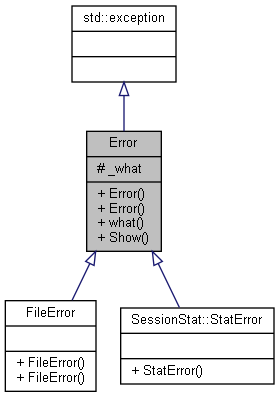 std::exception
Error
# _what
+ Error()
+ Error()
+ what()
+ Show()
FileError
+ FileError()
+ FileError()
SessionStat::StatError
+ StatError()